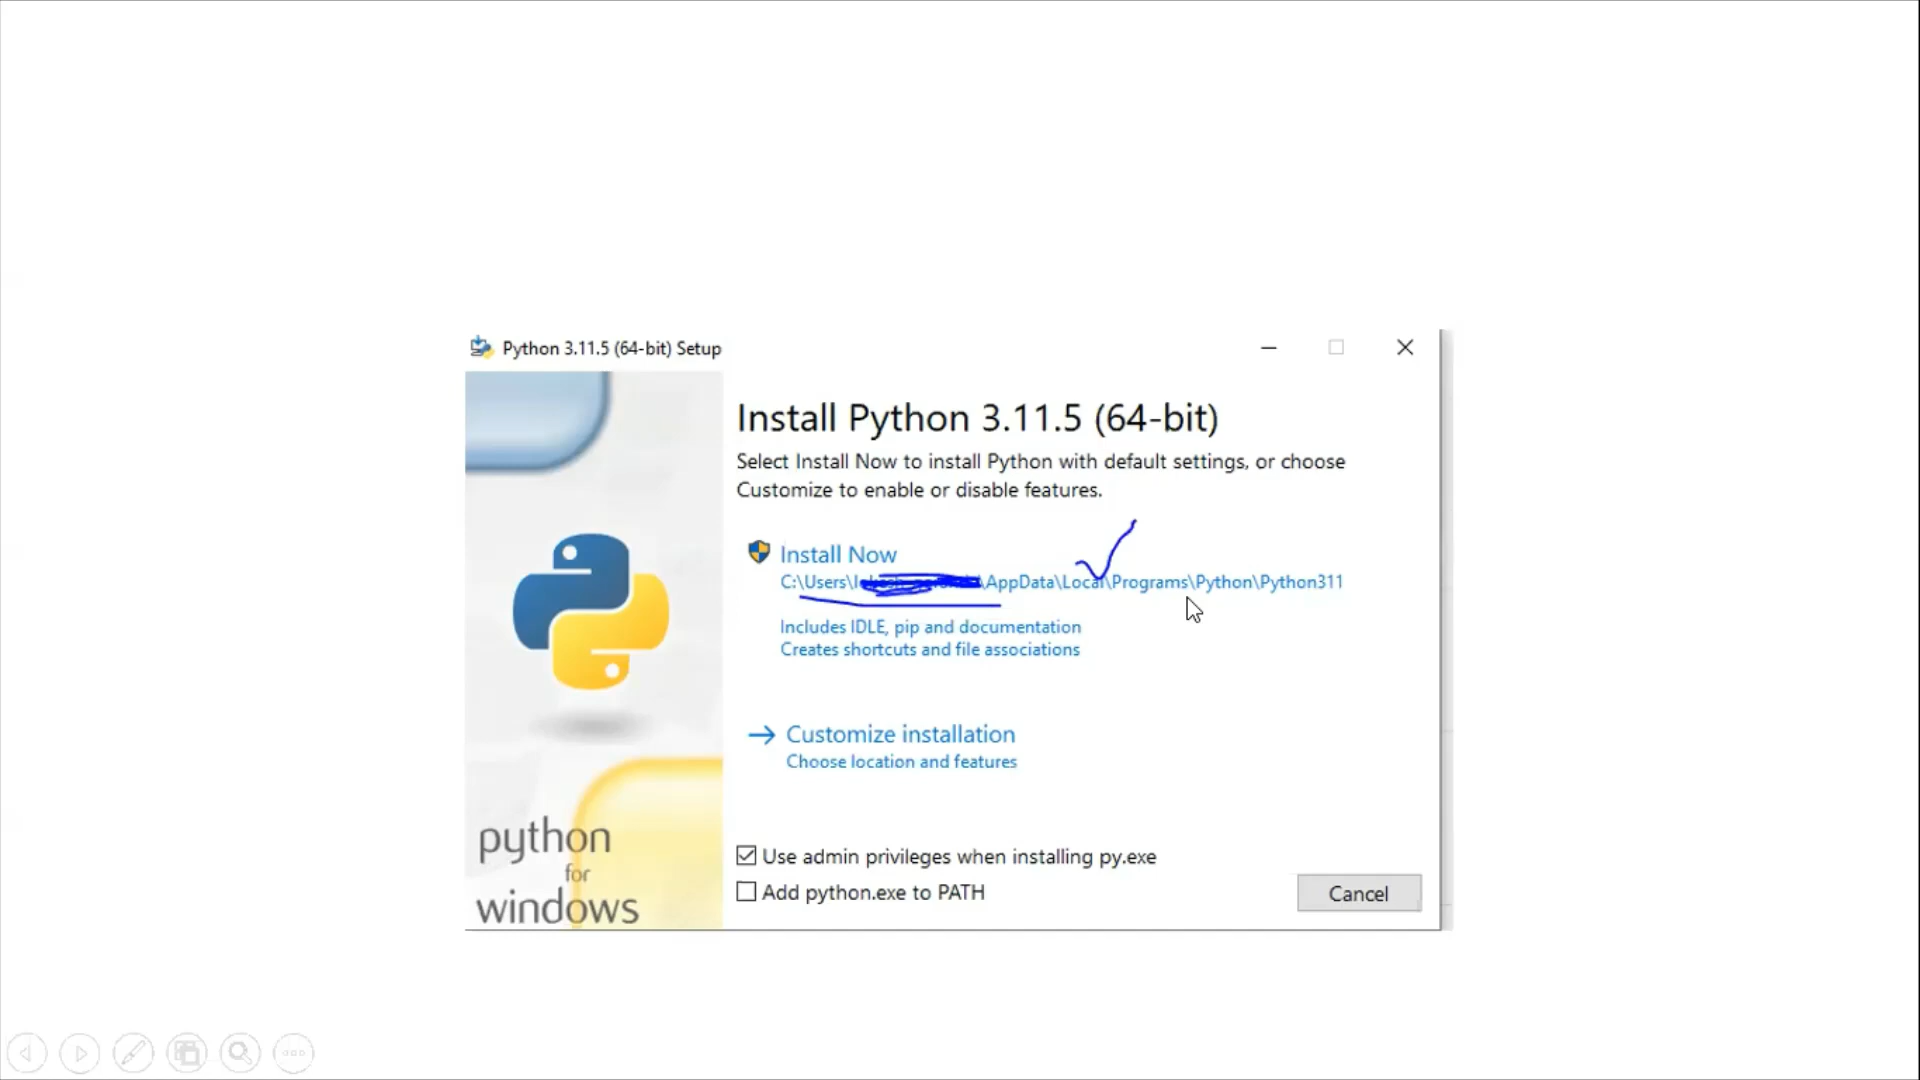 Python 3.11.5 (64-bit) Setup
Install Python 3.11.5 (64-bit)
Select Install Now to install Python with default settings, or choose
Customize to enable or disable features.
Install Now
C:\Users\ \AppData\Local\Programs\Python\Python311
Includes IDLE, pip and documentation
Creates shortcuts and file associations
Customize installation
Choose location and features
python
for
windows
Use admin privileges when installing py.exe
Add python.exe to PATH
Cancel